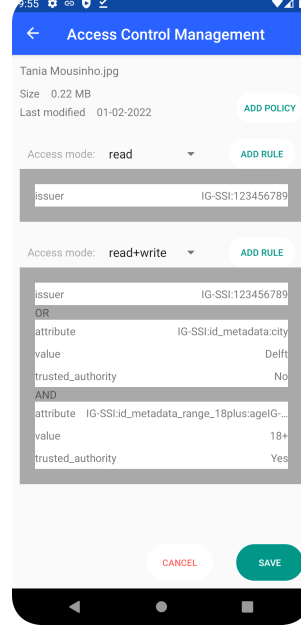 9:55
Access Control Management
Tania Mousinho.jpg
Size 0.22 MB
Last modified 01-02-2022
ADD POLICY
Access mode: read ADD RULE
issuer IG-SSI:123456789
Access mode: read+write ADD RULE
issuer IG-SSI:123456789
OR
attribute IG-SSI:id_metadata:city
value Delft
trusted_authority No
AND
attribute IG-SSI:id_metadata_range_18plus:ageIG-...
value 18+
trusted_authority Yes
CANCEL SAVE